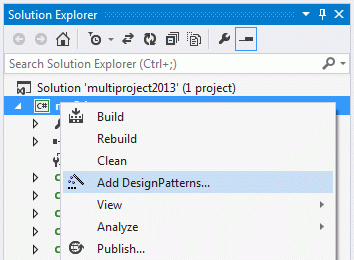 Solution Explorer
Search Solution Explorer (Ctrl+;)
Solution 'multiproject2013' (1 project)
C#
Build
Rebuild
Clean
Add DesignPatterns...
View
Analyze
Publish...